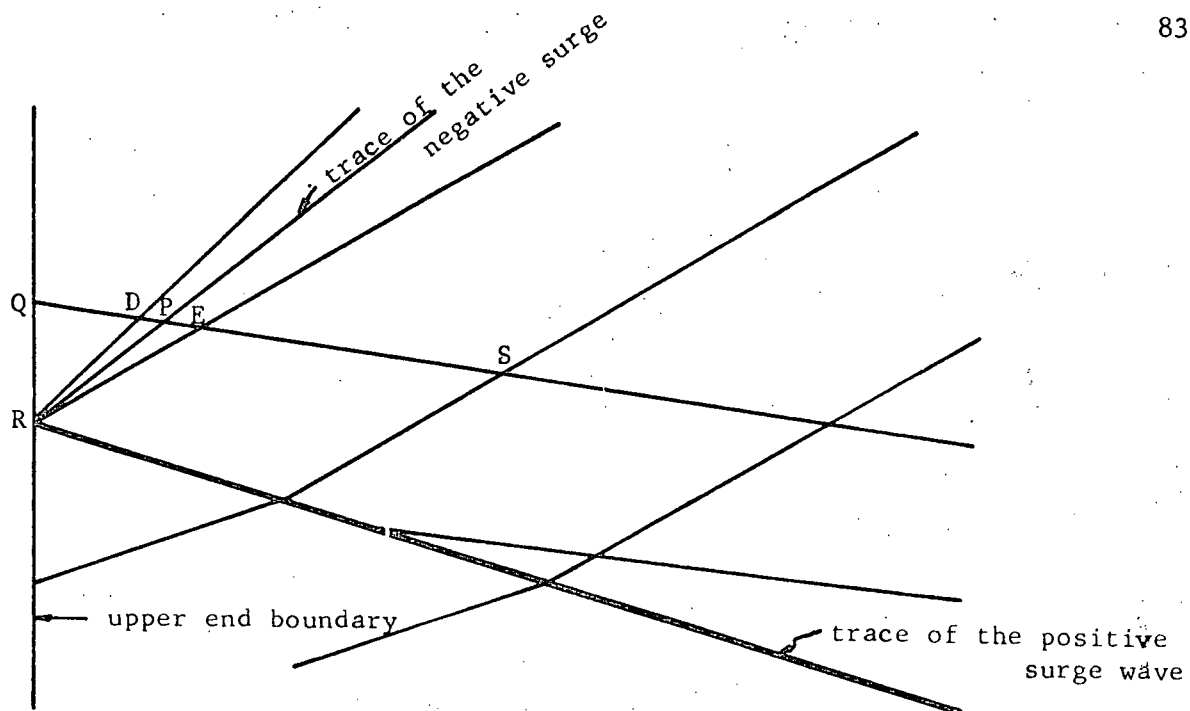 83
trace of the
negative surge
Q
D
P
E
S
R
upper end boundary
trace of the positive
surge wave